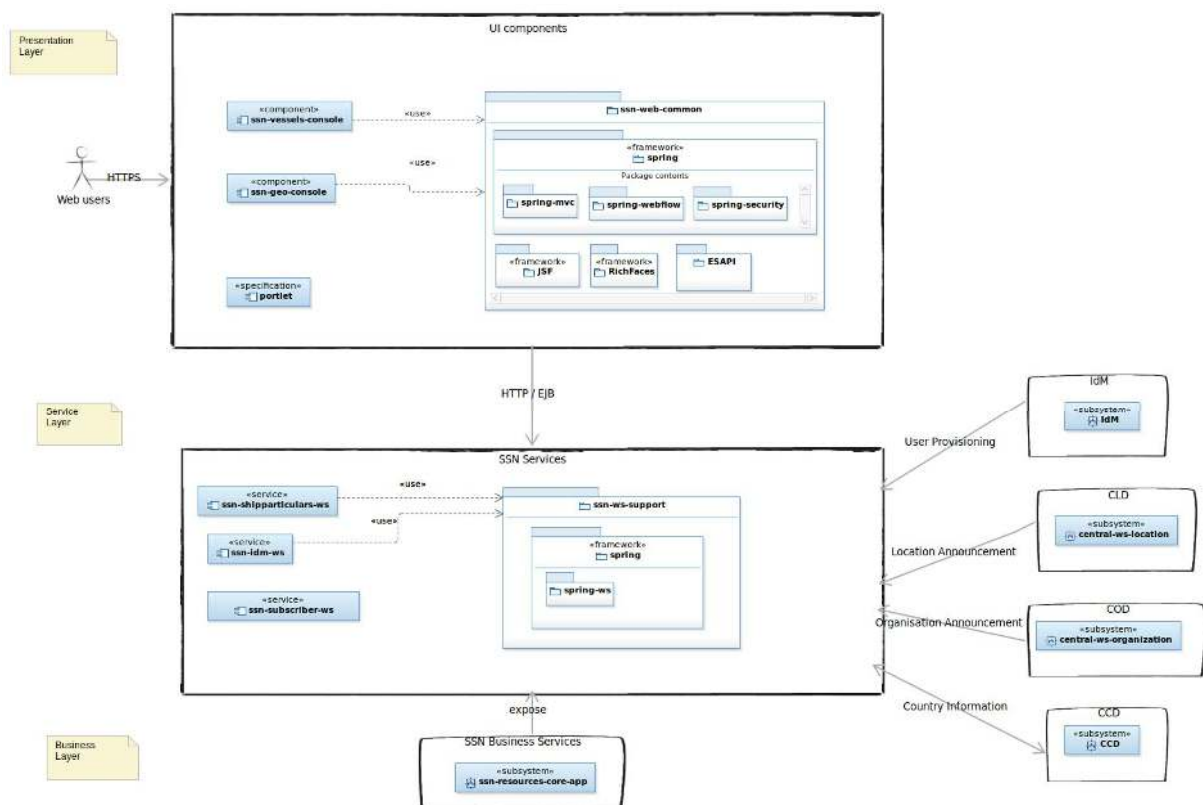 UI components
Presentation
Layer
«component»
ssn-vessels-console
«use»
ssn-web-common
«framework»
spring
Package contents
spring-mvc
spring-webflow
spring-security
«use»
«component»
ssn-geo-console
HTTPS
Web users
«framework»
JSF
«framework»
RichFaces
ESAPI
«specification»
portlet
HTTP / EJB
Service
Layer
SSN Services
«service»
ssn-shipparticulars-ws
«use»
«use»
ssn-ws-support
«service»
ssn-idm-ws
«framework»
spring
spring-ws
«service»
ssn-subscriber-ws
IdM
«subsystem»
IdM
User Provisioning
CLD
«subsystem»
central-ws-location
Location Announcement
COD
Organisation Announcement
«subsystem»
central-ws-organization
Country Information
CCD
«subsystem»
CCD
expose
Business
Layer
SSN Business Services
«subsystem»
ssn-resources-core-app